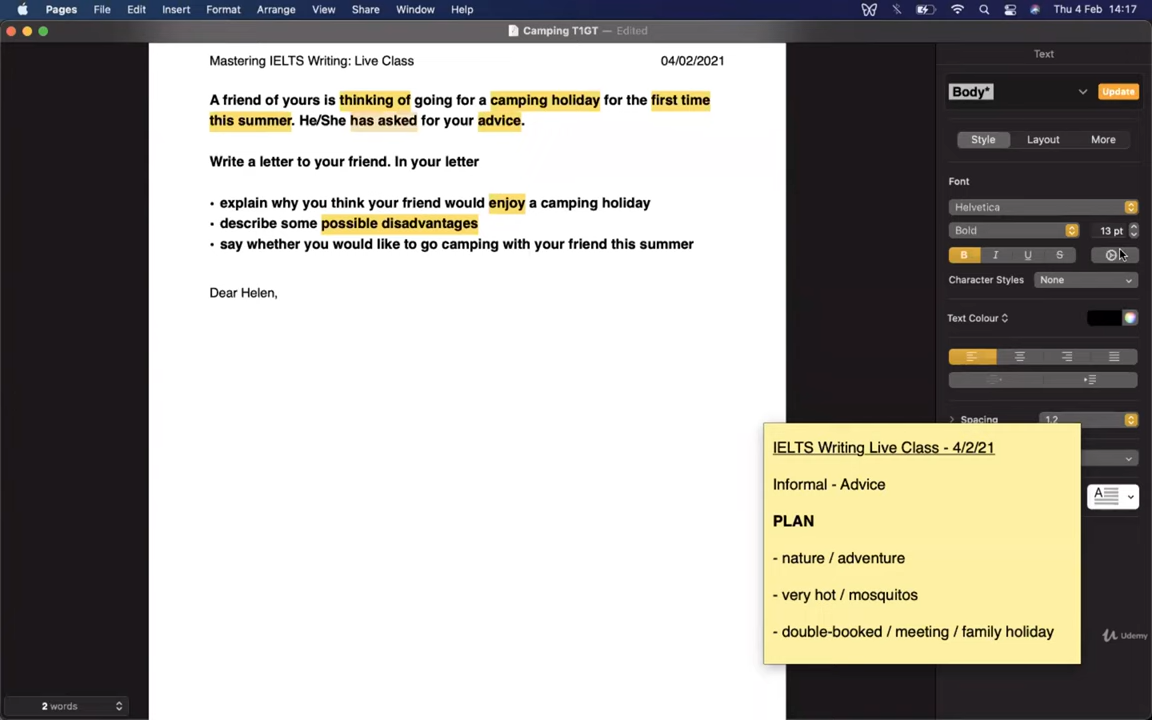 Pages File Edit Insert Format Arrange View Share Window Help Thu 4 Feb 14:17
Camping T1GT — Edited
Mastering IELTS Writing: Live Class 04/02/2021
A friend of yours is thinking of going for a camping holiday for the first time
this summer. He/She has asked for your advice.
Write a letter to your friend. In your letter
• explain why you think your friend would enjoy a camping holiday
• describe some possible disadvantages
• say whether you would like to go camping with your friend this summer
Dear Helen,
2 words
Text
Body* Update
Style Layout More
Font
Helvetica
Bold 13 pt
B I U S
Character Styles None
Text Colour
Spacing 1.2
IELTS Writing Live Class - 4/2/21
Informal - Advice
PLAN
- nature / adventure
- very hot / mosquitos
- double-booked / meeting / family holiday
A
Udemy